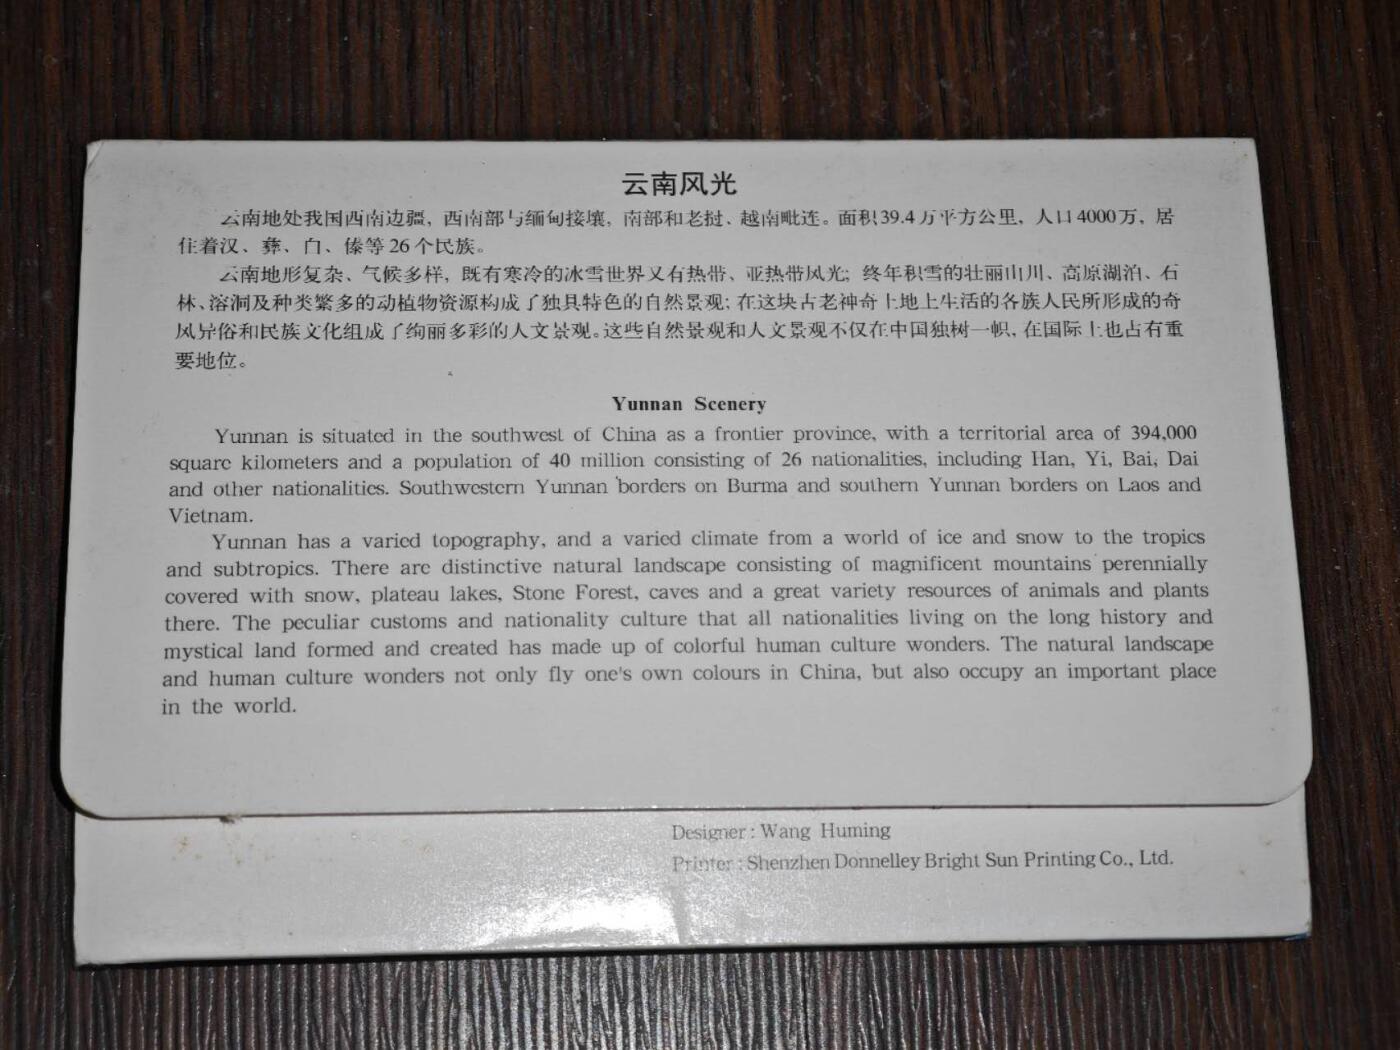 云南风光
云南地处我国西南边疆，西南部与缅甸接壤，南部和老挝、越南毗连。面积39.4万平方公里，人口4000万，居
住着汉、彝、白、傣等26个民族。
云南地形复杂、气候多样，既有寒冷的冰雪世界又有热带、亚热带风光；终年积雪的壮丽山川、高原湖泊、石
林、溶洞及种类繁多的动植物资源构成了独具特色的自然景观；在这块古老神奇土地上生活的各族人民所形成的奇
风异俗和民族文化组成了绚丽多彩的人文景观。这些自然景观和人文景观不仅在中国独树一帜，在国际上也占有重
要地位。
Yunnan Scenery
Yunnan is situated in the southwest of China as a frontier province, with a territorial area of 394,000
square kilometers and a population of 40 million consisting of 26 nationalities, including Han, Yi, Bai, Dai
and other nationalities. Southwestern Yunnan borders on Burma and southern Yunnan borders on Laos and
Vietnam.
Yunnan has a varied topography, and a varied climate from a world of ice and snow to the tropics
and subtropics. There are distinctive natural landscape consisting of magnificent mountains perennially
covered with snow, plateau lakes, Stone Forest, caves and a great variety resources of animals and plants
there. The peculiar customs and nationality culture that all nationalities living on the long history and
mystical land formed and created has made up of colorful human culture wonders. The natural landscape
and human culture wonders not only fly one's own colours in China, but also occupy an important place
in the world.
Designer: Wang Huming
Printer: Shenzhen Donnelley Bright Sun Printing Co., Ltd.